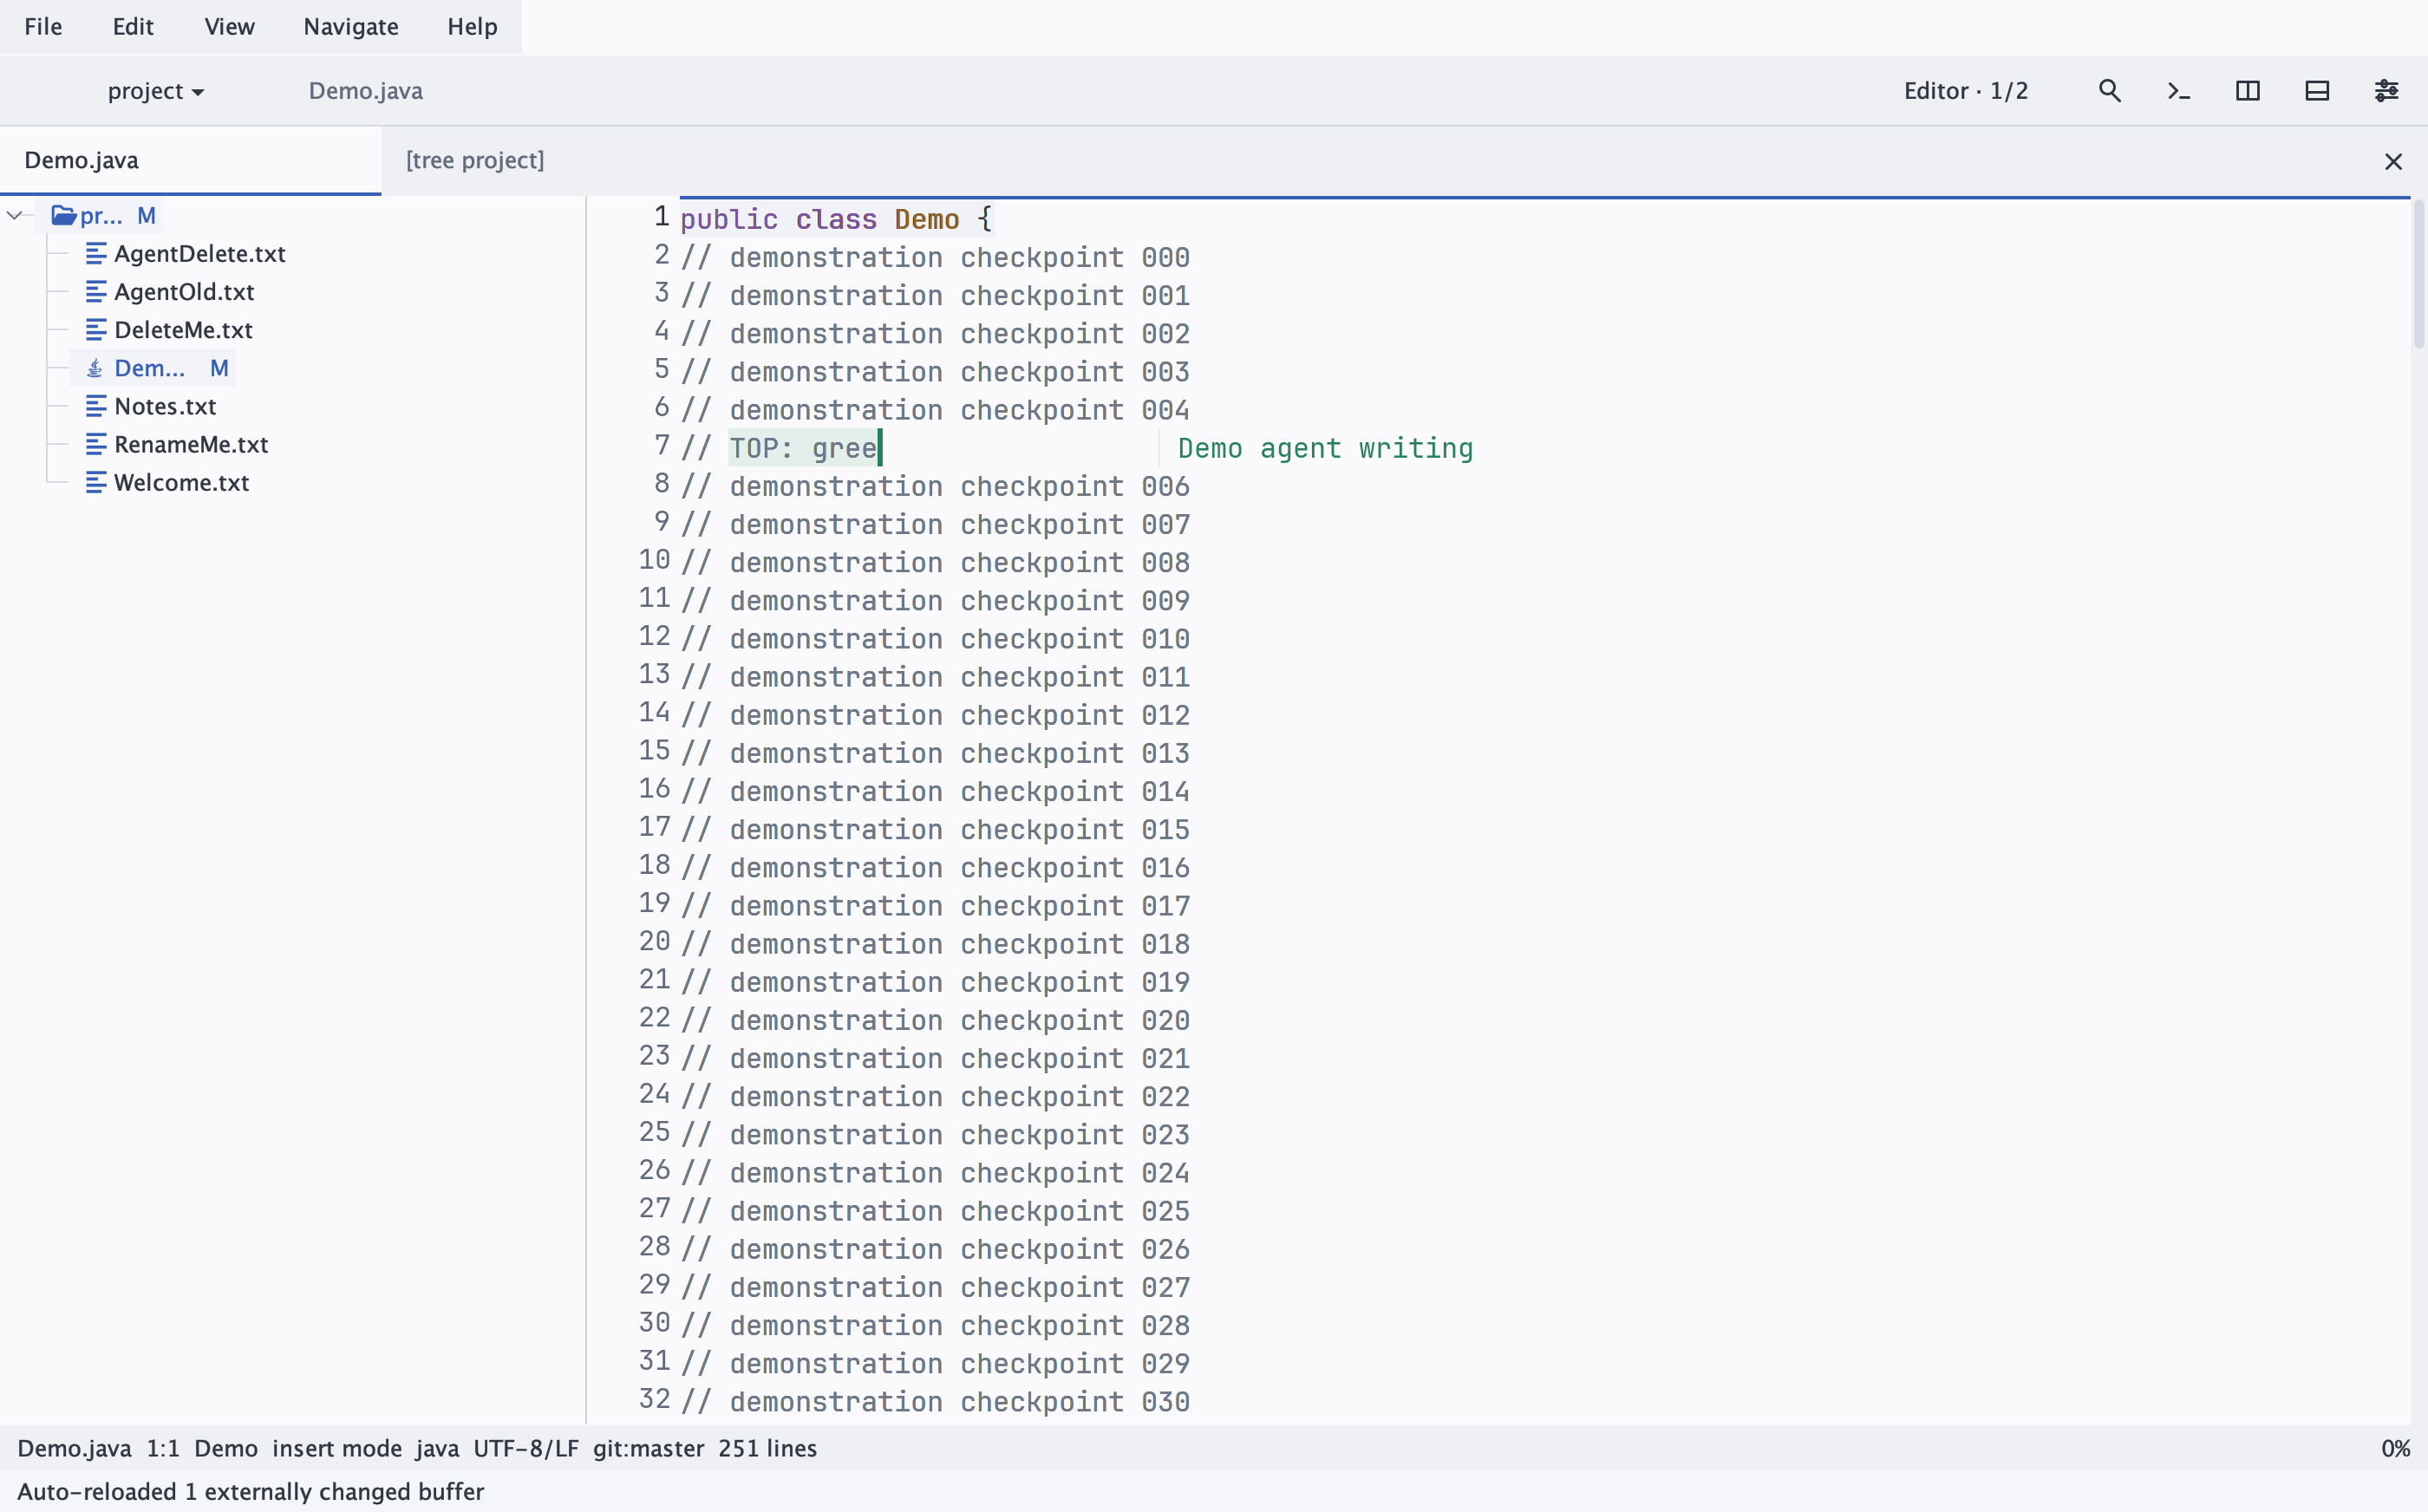 File Edit View Navigate Help
project Demo.java Editor · 1/2
Demo.java [tree project]
pr... M
AgentDelete.txt
AgentOld.txt
DeleteMe.txt
Dem... M
Notes.txt
RenameMe.txt
Welcome.txt
1 public class Demo {
2 // demonstration checkpoint 000
3 // demonstration checkpoint 001
4 // demonstration checkpoint 002
5 // demonstration checkpoint 003
6 // demonstration checkpoint 004
7 // TOP: gree Demo agent writing
8 // demonstration checkpoint 006
9 // demonstration checkpoint 007
10 // demonstration checkpoint 008
11 // demonstration checkpoint 009
12 // demonstration checkpoint 010
13 // demonstration checkpoint 011
14 // demonstration checkpoint 012
15 // demonstration checkpoint 013
16 // demonstration checkpoint 014
17 // demonstration checkpoint 015
18 // demonstration checkpoint 016
19 // demonstration checkpoint 017
20 // demonstration checkpoint 018
21 // demonstration checkpoint 019
22 // demonstration checkpoint 020
23 // demonstration checkpoint 021
24 // demonstration checkpoint 022
25 // demonstration checkpoint 023
26 // demonstration checkpoint 024
27 // demonstration checkpoint 025
28 // demonstration checkpoint 026
29 // demonstration checkpoint 027
30 // demonstration checkpoint 028
31 // demonstration checkpoint 029
32 // demonstration checkpoint 030
Demo.java 1:1 Demo insert mode java UTF-8/LF git:master 251 lines 0%
Auto-reloaded 1 externally changed buffer